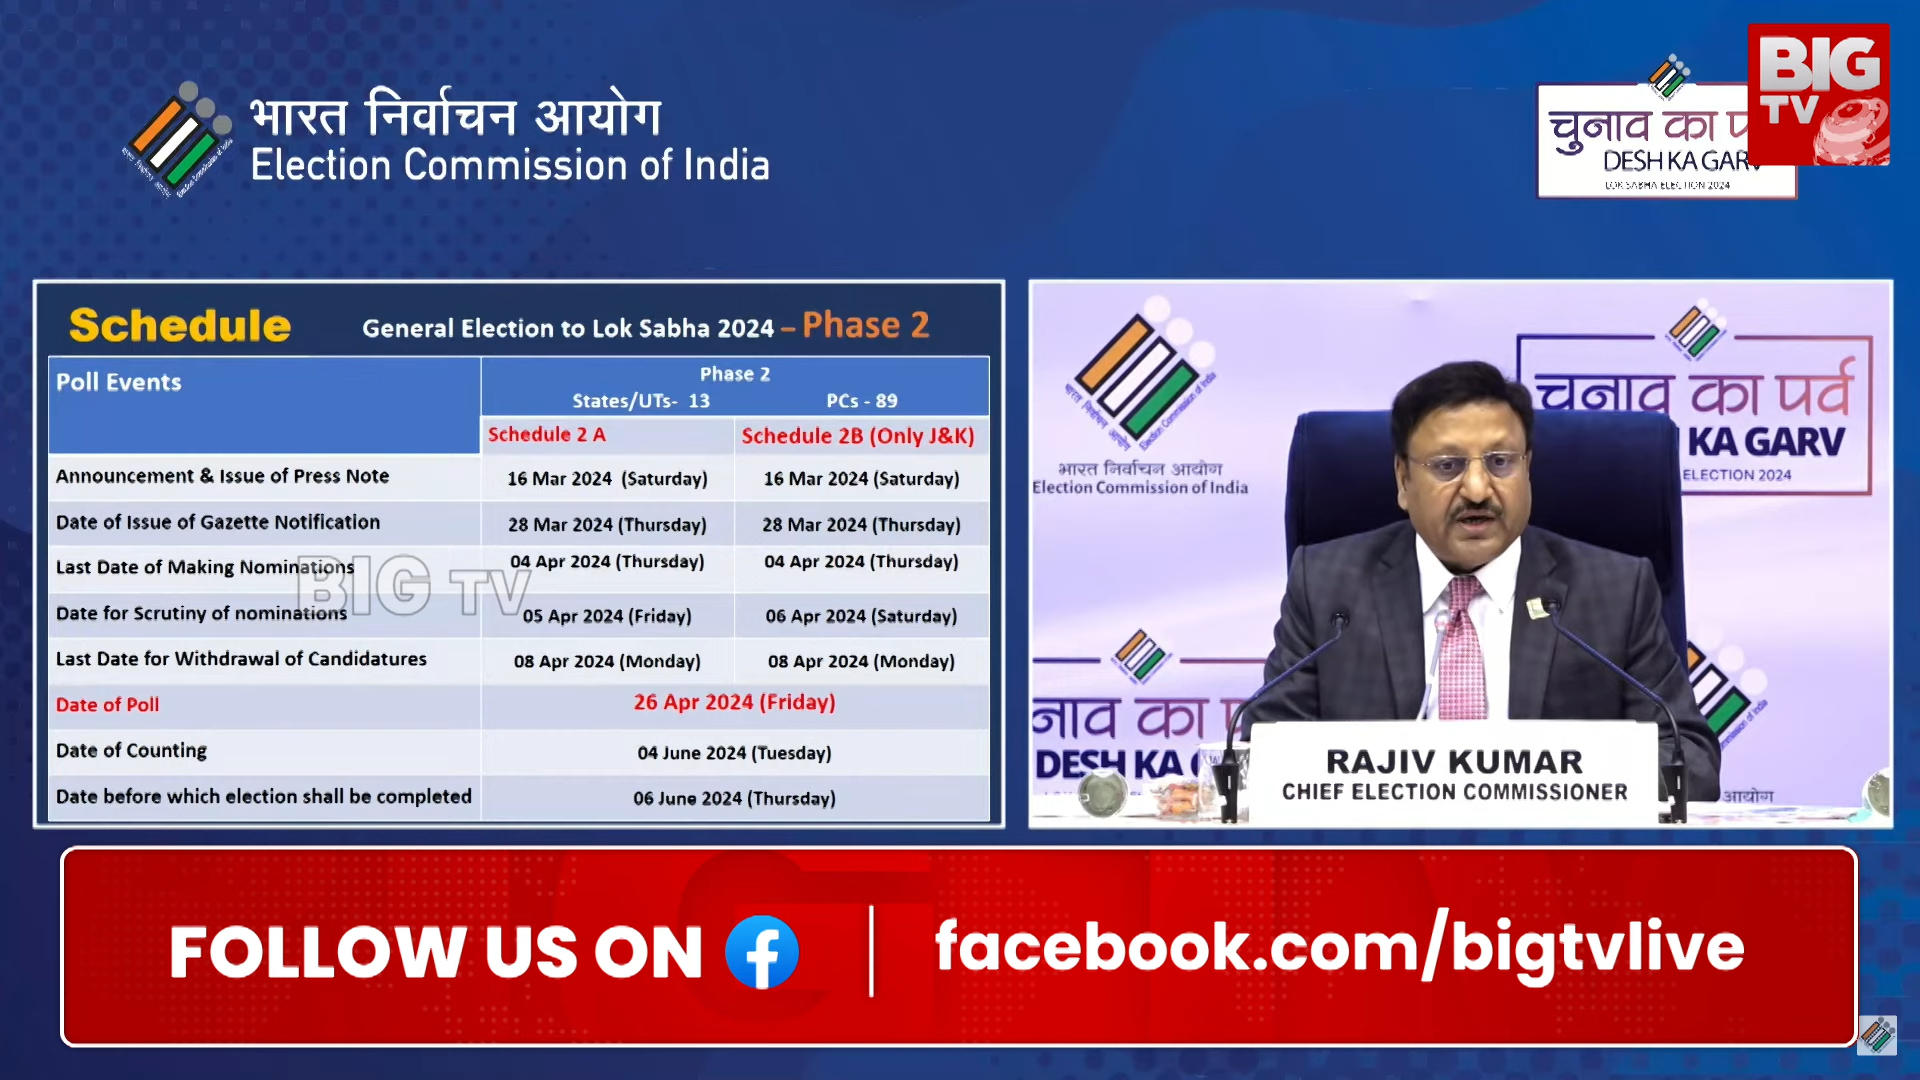 भारत निर्वाचन आयोग
Election Commission of India
चुनाव का प
DESH KA GARV
LOK SABHA ELECTION 2024
BIG
TV
Schedule General Election to Lok Sabha 2024 – Phase 2
Poll Events Phase 2
States/UTs- 13 PCs - 89
Schedule 2 A Schedule 2B (Only J&K)
Announcement & Issue of Press Note 16 Mar 2024 (Saturday) 16 Mar 2024 (Saturday)
Date of Issue of Gazette Notification 28 Mar 2024 (Thursday) 28 Mar 2024 (Thursday)
Last Date of Making Nominations 04 Apr 2024 (Thursday) 04 Apr 2024 (Thursday)
BIG TV
Date for Scrutiny of nominations 05 Apr 2024 (Friday) 06 Apr 2024 (Saturday)
Last Date for Withdrawal of Candidatures 08 Apr 2024 (Monday) 08 Apr 2024 (Monday)
Date of Poll 26 Apr 2024 (Friday)
Date of Counting 04 June 2024 (Tuesday)
Date before which election shall be completed 06 June 2024 (Thursday)
भारत निर्वाचन आयोग
Election Commission of India
चुनाव का पर्व
KA GARV
ELECTION 2024
नाव का प
DESH KA
आयोग
RAJIV KUMAR
CHIEF ELECTION COMMISSIONER
FOLLOW US ON
facebook.com/bigtvlive